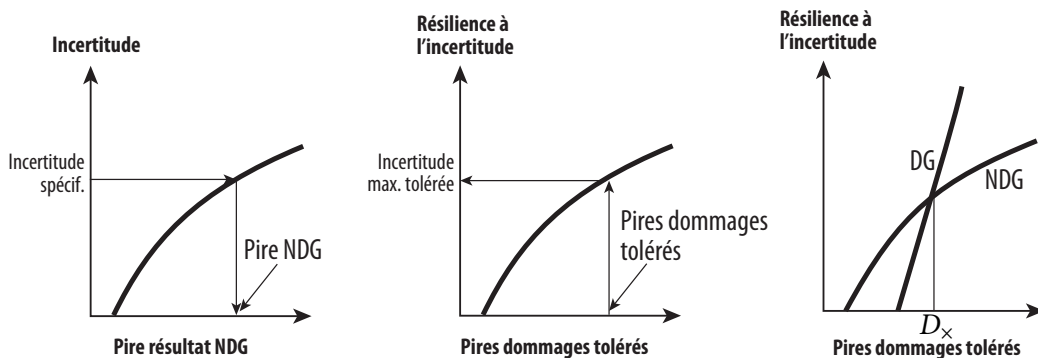 Incertitude
Incertitude
spécif.
Pire NDG
Pire résultat NDG
Résilience à
l'incertitude
Incertitude
max. tolérée
Pires dommages
tolérés
Pires dommages tolérés
Résilience à
l'incertitude
DG
NDG
D×
Pires dommages tolérés